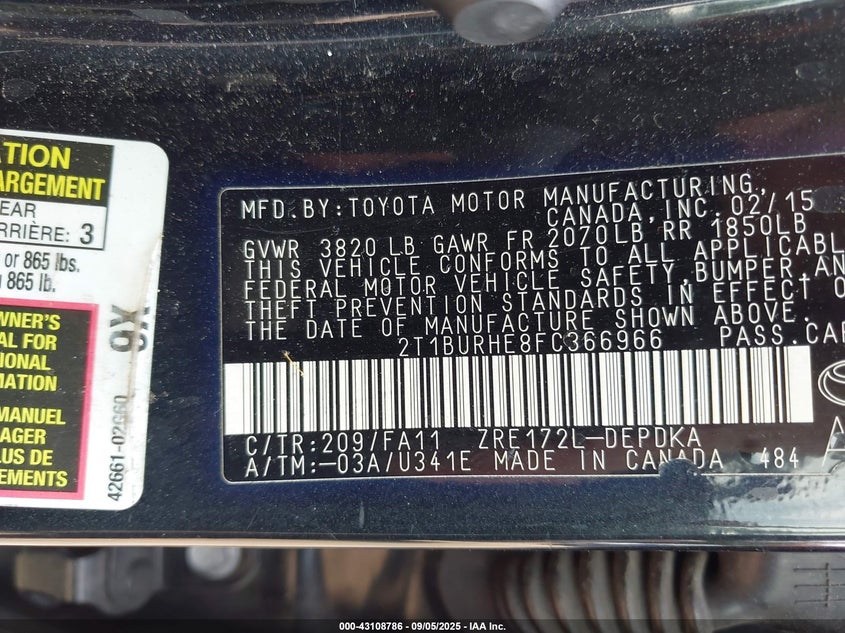 ATION
ARGEMENT
EAR
RRIÈRE: 3
or 865 lbs.
865 lb.
WNER'S
AL FOR
IONAL
MATION
MANUEL
AGER
LUS DE
EMENTS
9X
MFD.BY:TOYOTA MOTOR MANUFACTURING,
CANADA, INC. 02/15
GVWR 3820 LB GAWR FR 2070LB RR 1850LB
THIS VEHICLE CONFORMS TO ALL APPLICABL
FEDERAL MOTOR VEHICLE SAFETY, BUMPER, AN
THEFT PREVENTION STANDARDS IN EFFECT O
THE DATE OF MANUFACTURE SHOWN ABOVE.
2T1BURHE8FC366966 PASS.CAR
C/TR:209/FA11 ZRE172L-DEPDKA
A/TM:-03A/U341E MADE IN CANADA 484
000-43108786 - 09/05/2025 - IAA Inc.